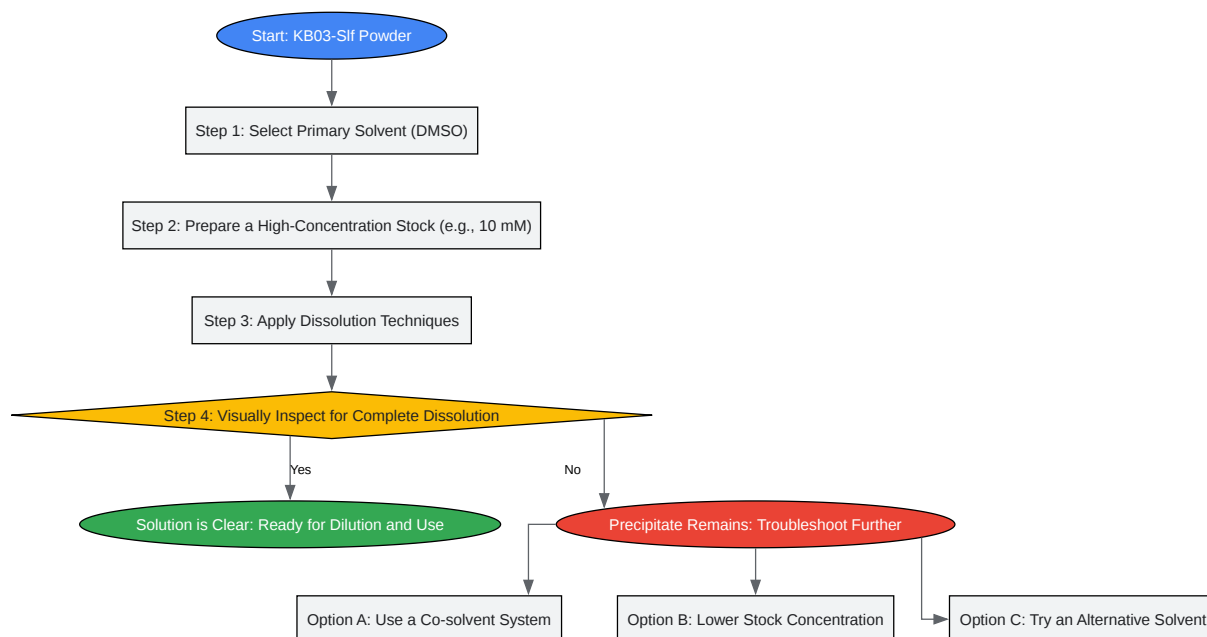 Start: KB03-Slf Powder
Step 1: Select Primary Solvent (DMSO)
Step 2: Prepare a High-Concentration Stock (e.g., 10 mM)
Step 3: Apply Dissolution Techniques
Step 4: Visually Inspect for Complete Dissolution
Yes
No
Solution is Clear: Ready for Dilution and Use
Precipitate Remains: Troubleshoot Further
Option A: Use a Co-solvent System
Option B: Lower Stock Concentration
Option C: Try an Alternative Solvent